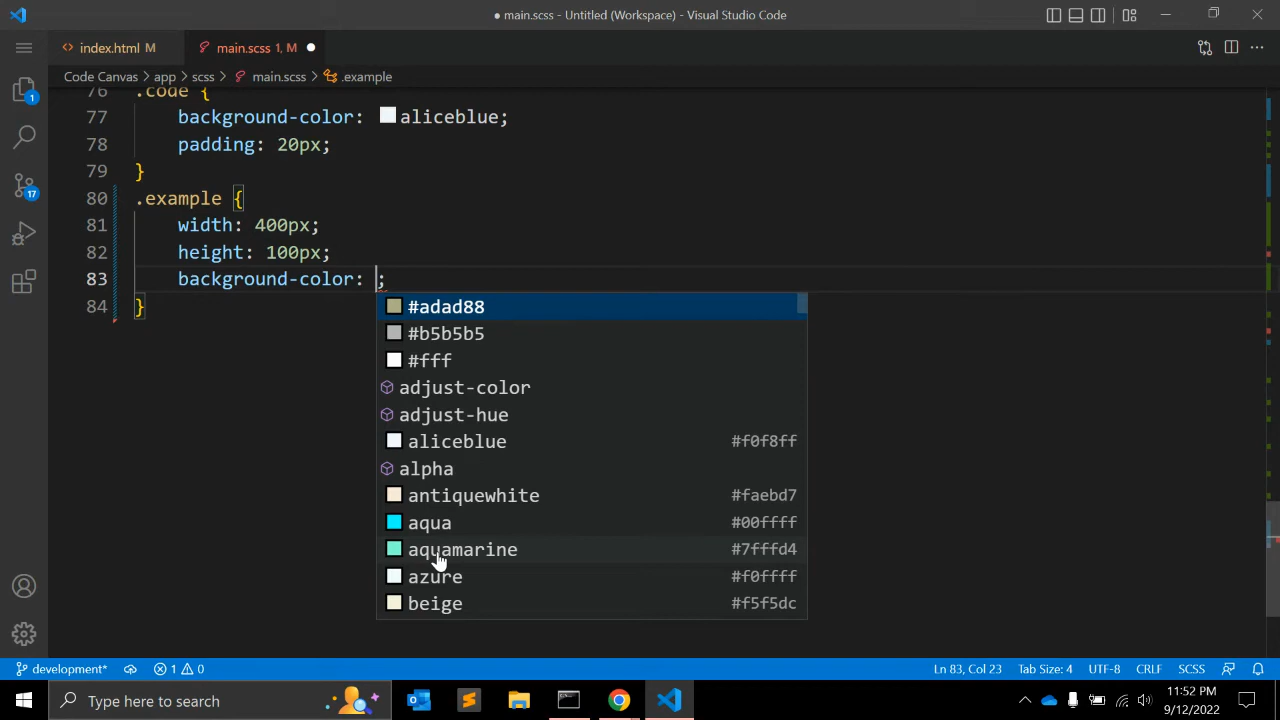 main.scss - Untitled (Workspace) - Visual Studio Code
index.html M
main.scss 1, M
Code Canvas > app > scss > main.scss > .example
76 .code {
77 background-color: aliceblue;
78 padding: 20px;
79 }
80 .example {
81 width: 400px;
82 height: 100px;
83 background-color: ;
84 }
#adad88
#b5b5b5
#fff
adjust-color
adjust-hue
aliceblue #f0f8ff
alpha
antiquewhite #faebd7
aqua #00ffff
aquamarine #7fffd4
azure #f0ffff
beige #f5f5dc
1
17
development* 1 0 Ln 83, Col 23 Tab Size: 4 UTF-8 CRLF SCSS
Type here to search
11:52 PM
9/12/2022